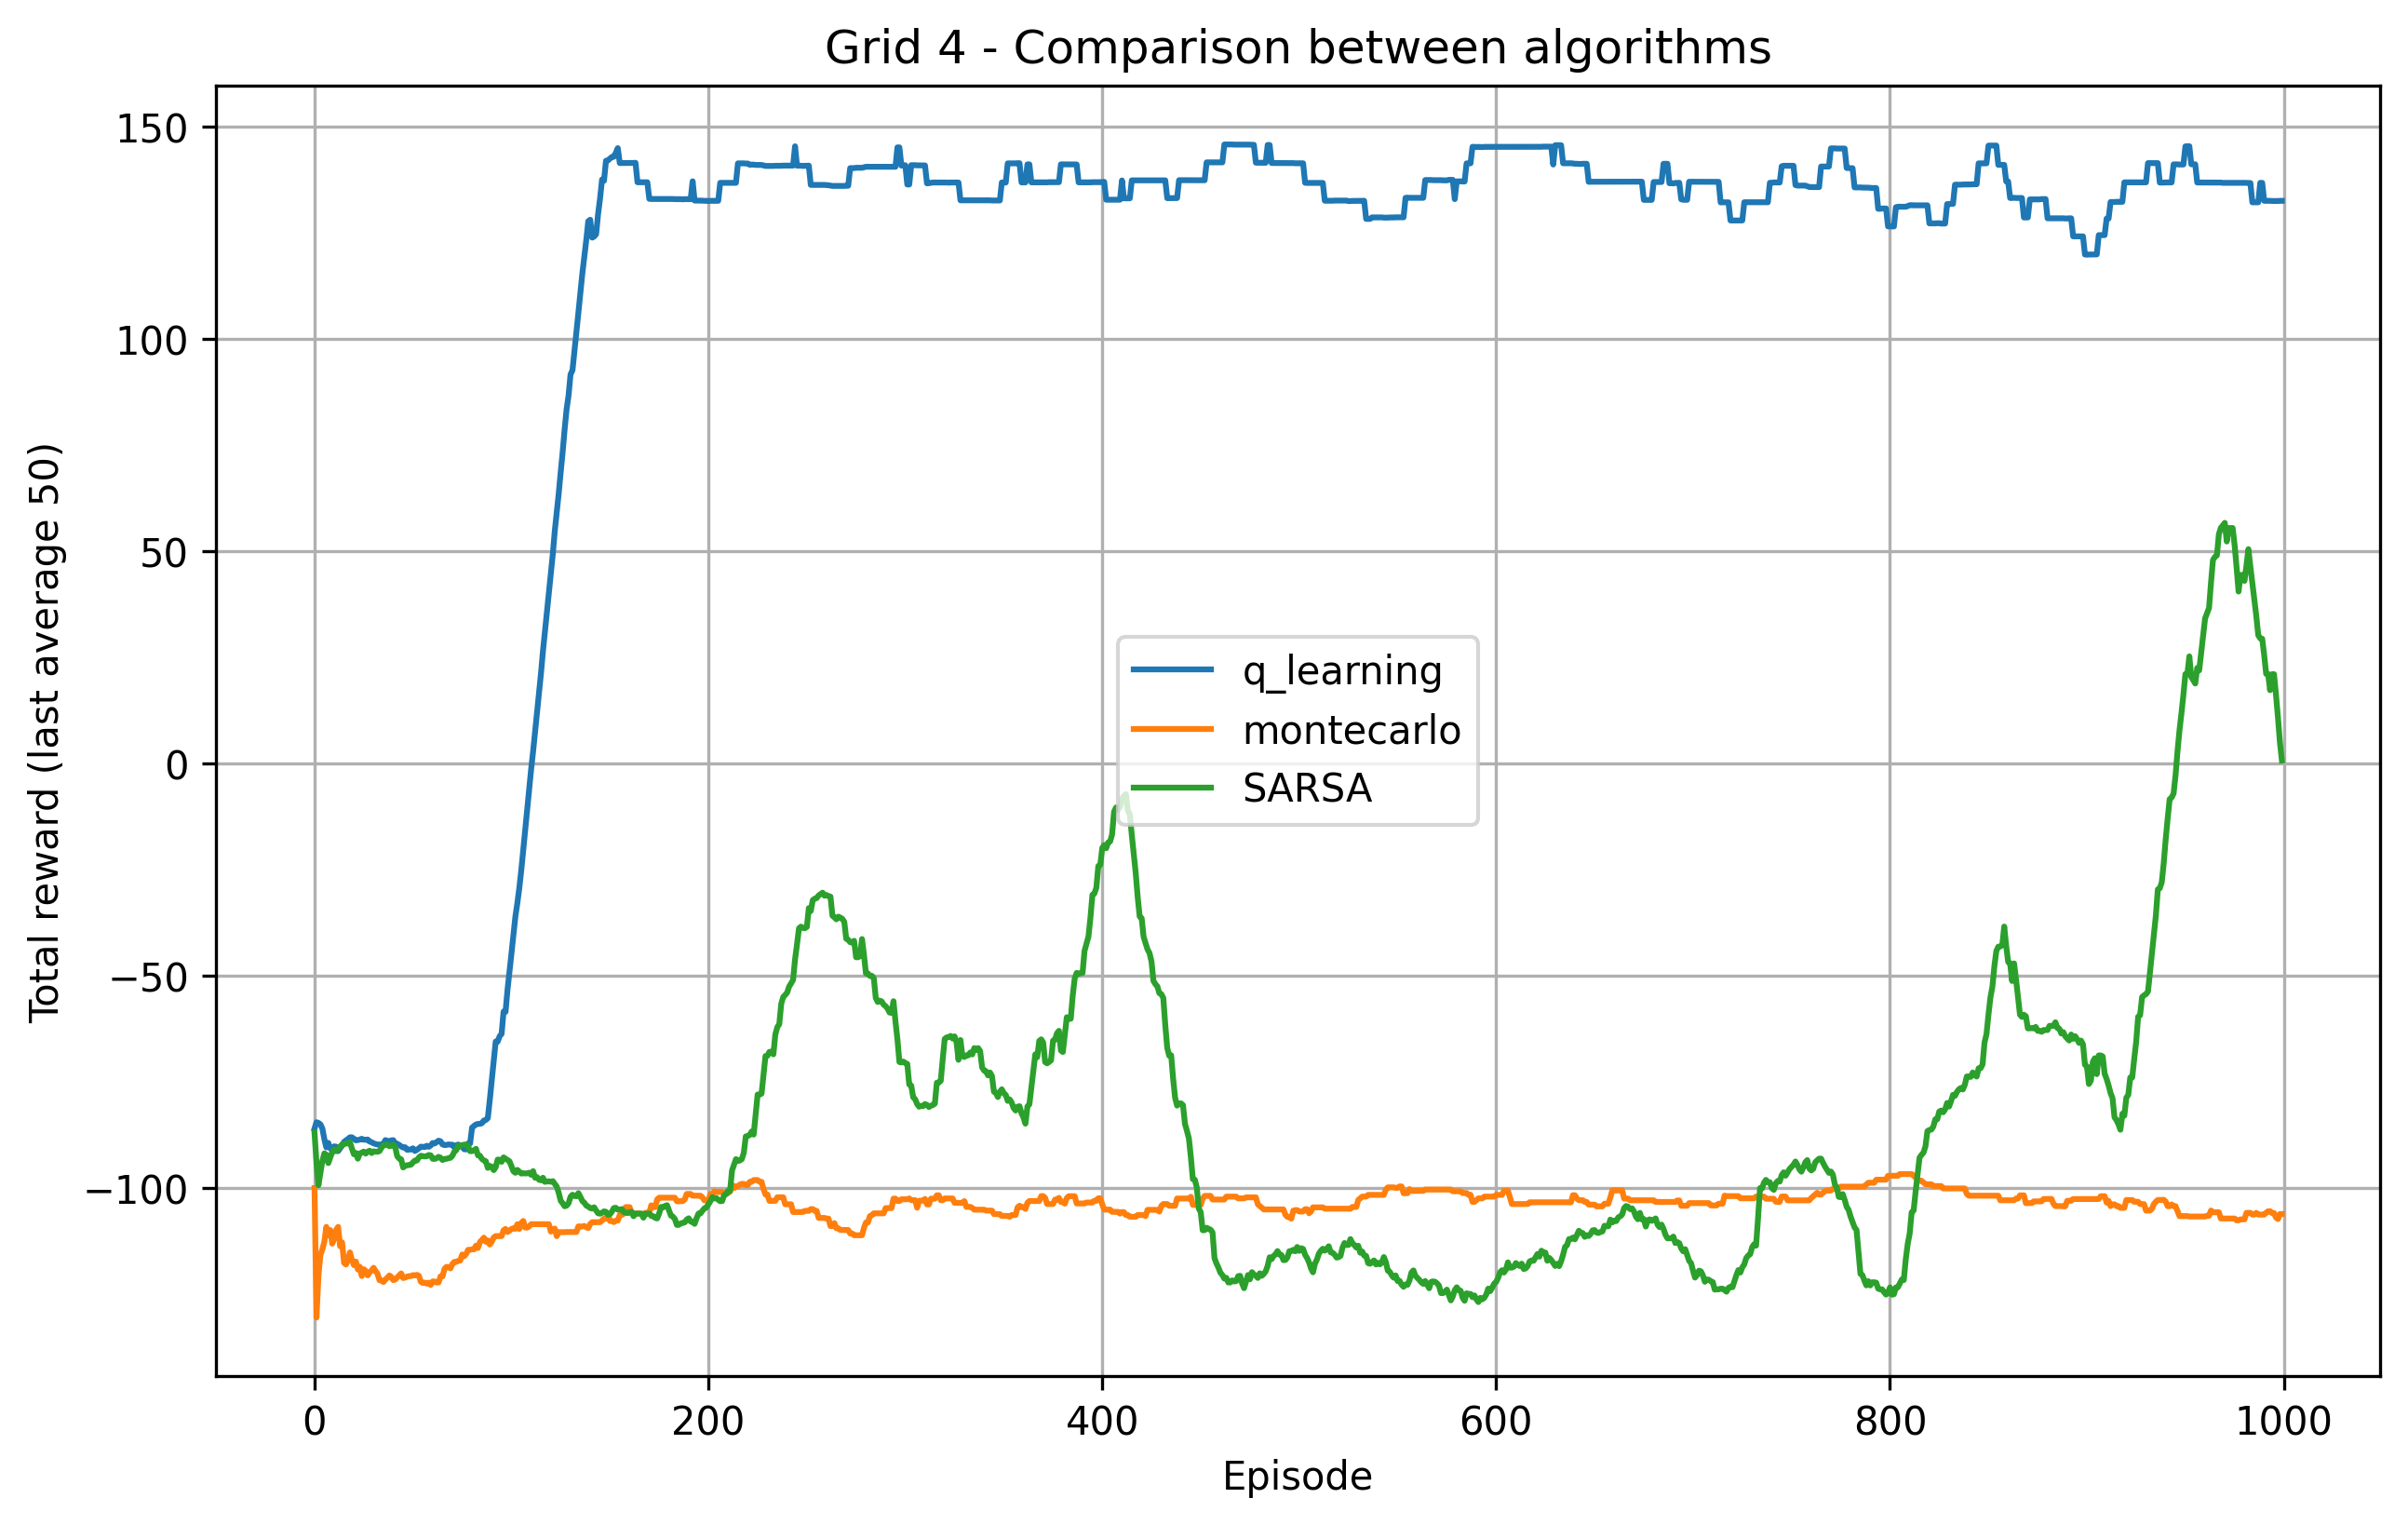 Grid 4 - Comparison between algorithms
Total reward (last average 50)
150
100
50
0
−50
−100
q_learning
montecarlo
SARSA
0
200
400
600
800
1000
Episode